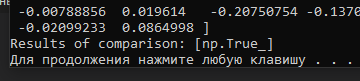 -0.00788856 0.019614 -0.20750754 -0.1370
-0.02099233 0.0864998 ]
Results of comparison: [np.True_]
Для продолжения нажмите любую клавишу . . .